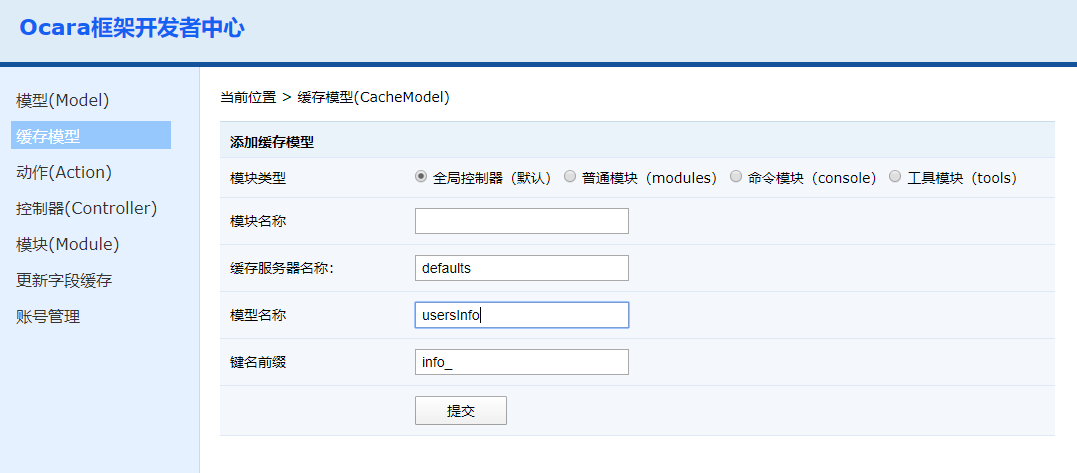 Ocara框架开发者中心
模型(Model)
缓存模型
动作(Action)
控制器(Controller)
模块(Module)
更新字段缓存
账号管理
当前位置 > 缓存模型(CacheModel)
添加缓存模型
模块类型 全局控制器（默认） 普通模块（modules） 命令模块（console） 工具模块（tools）
模块名称
缓存服务器名称： defaults
模型名称 usersInfo
键名前缀 info_
提交